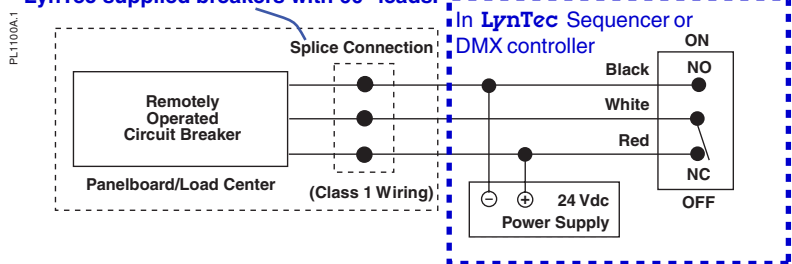 LynTec supplied breakers with 60" leads.
PL1100A.1
Splice Connection
In LynTec Sequencer or
DMX controller
ON
Black
NO
White
Red
NC
OFF
Remotely
Operated
Circuit Breaker
Panelboard/Load Center
(Class 1 Wiring)
− + 24 Vdc
Power Supply